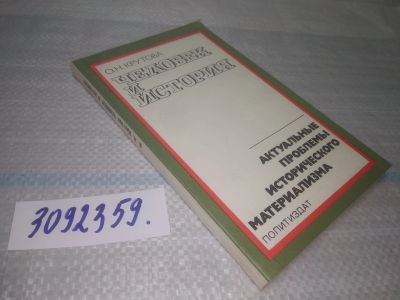 О.Н. КРУТОВА
ЧЕЛОВЕК
И
ИСТОРИЯ
АКТУАЛЬНЫЕ
ПРОБЛЕМЫ
ИСТОРИЧЕСКОГО
МАТЕРИАЛИЗМА
ПОЛИТИЗДАТ
3092359.